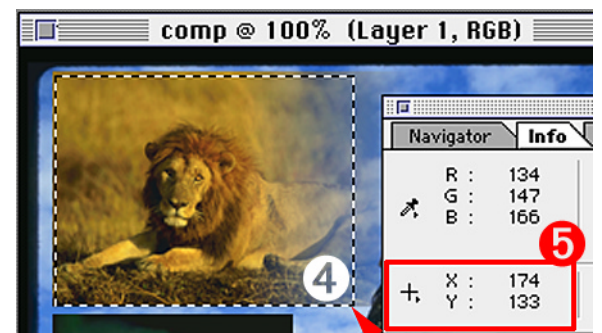 comp @ 100% (Layer 1, RGB)
Navigator Info
R : 134
G : 147
B : 166
5
4
X : 174
Y : 133